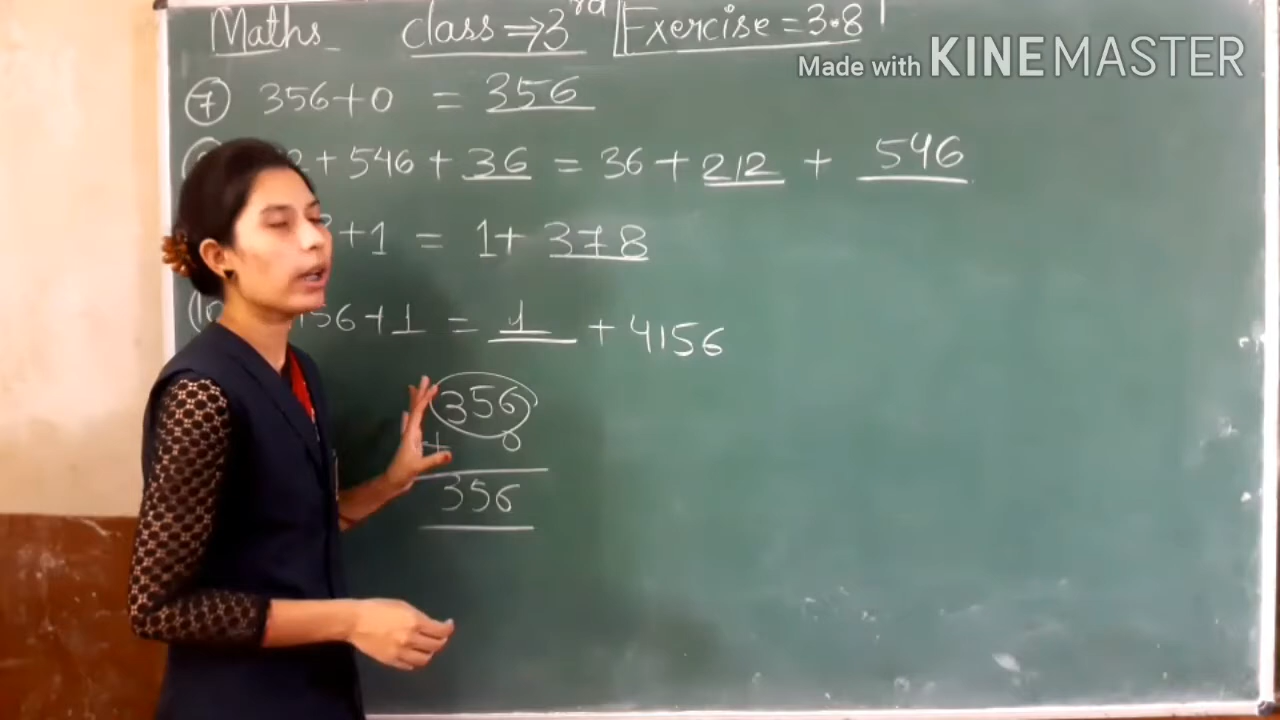 Maths class ⇒ 3rd Exercise = 3.8
Made with KINEMASTER
7 356+0 = 356
+ 546 + 36 = 36 + 212 + 546
+1 = 1+ 378
156+1 = 1 + 4156
356
+ 0
356